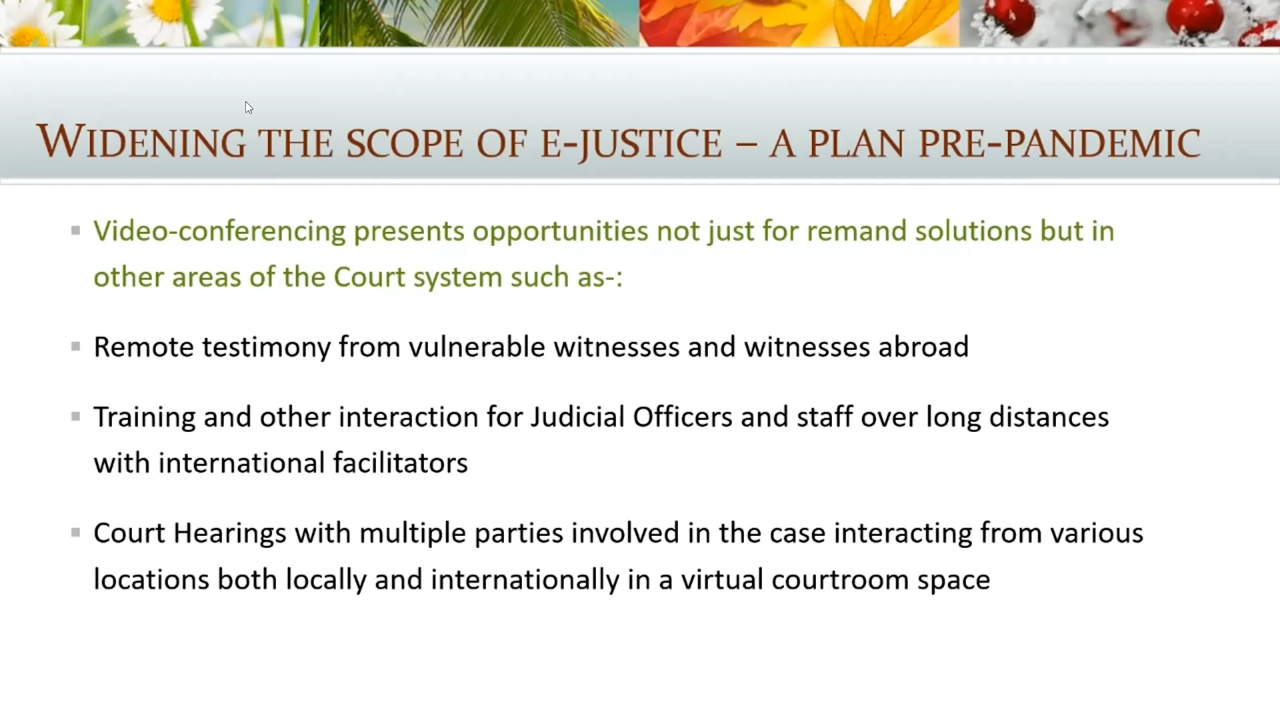 WIDENING THE SCOPE OF E-JUSTICE – A PLAN PRE-PANDEMIC
▪ Video-conferencing presents opportunities not just for remand solutions but in
other areas of the Court system such as-:
▪ Remote testimony from vulnerable witnesses and witnesses abroad
▪ Training and other interaction for Judicial Officers and staff over long distances
with international facilitators
▪ Court Hearings with multiple parties involved in the case interacting from various
locations both locally and internationally in a virtual courtroom space